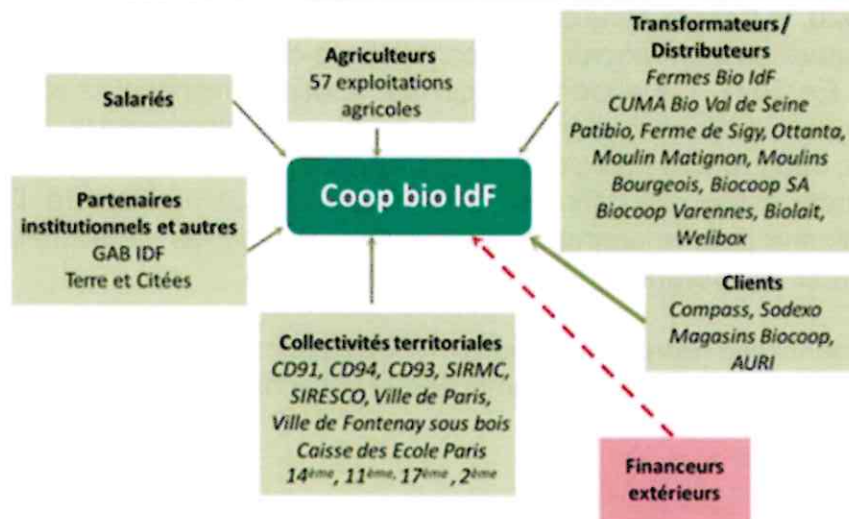 Salariés
Agriculteurs
57 exploitations
agricoles
Transformateurs /
Distributeurs
Fermes Bio IdF
CUMA Bio Val de Seine
Patibio, Ferme de Sigy, Ottanta,
Moulin Matignon, Moulins
Bourgeois, Biocoop SA
Biocoop Varennes, Biolait,
Welibox
Coop bio IdF
Partenaires
institutionnels et autres
GAB IDF
Terre et Citées
Clients
Compass, Sodexo
Magasins Biocoop,
AURI
Collectivités territoriales
CD91, CD94, CD93, SIRMC,
SIRESCO, Ville de Paris,
Ville de Fontenay sous bois
Caisse des Ecole Paris
14ème, 11ème, 17ème, 2ème
Financeurs
extérieurs